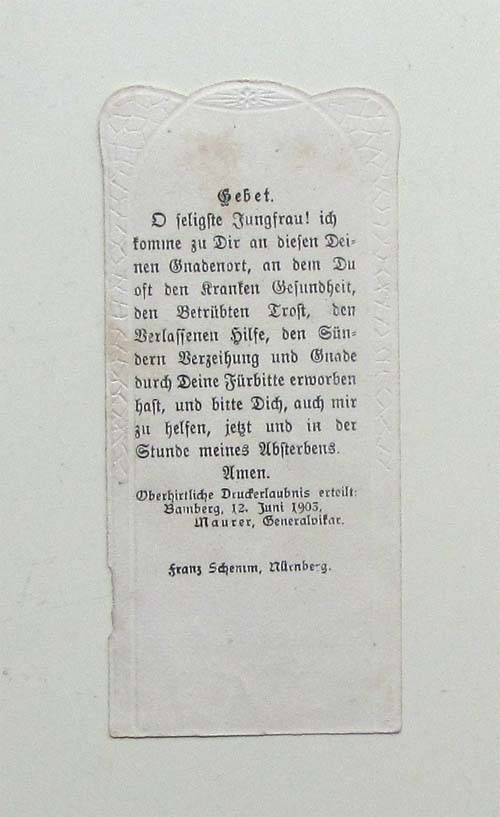 Gebet.
O seligste Jungfrau! ich
komme zu Dir an diesen Dei-
nen Gnadenort, an dem Du
oft den Kranken Gesundheit,
den Betrübten Trost, den
Verlassenen Hilfe, den Sün-
dern Verzeihung und Gnade
durch Deine Fürbitte erworben
hast, und bitte Dich, auch mir
zu helfen, jetzt und in der
Stunde meines Absterbens.
Amen.
Oberhirtliche Druckerlaubnis erteilt:
Bamberg, 12. Juni 1903,
Maurer, Generalvikar.
Franz Schemm, Nürnberg.